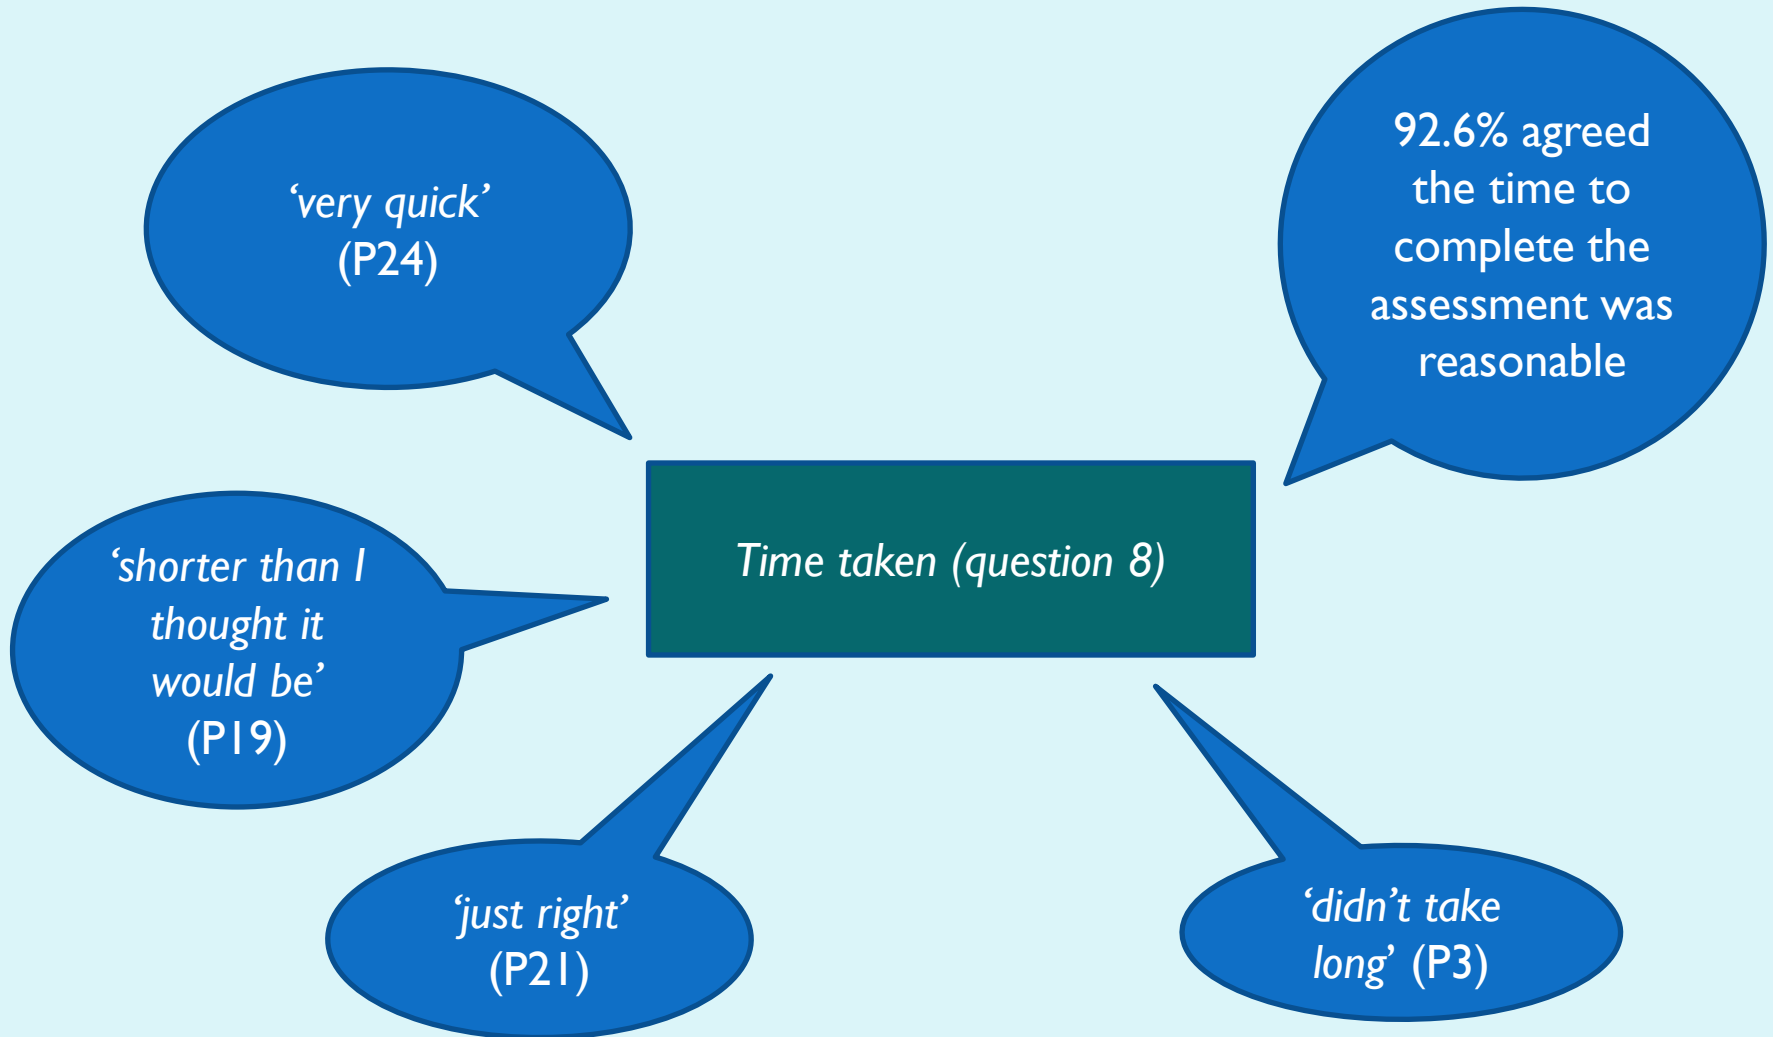 ‘very quick’
(P24)
92.6% agreed
the time to
complete the
assessment was
reasonable
Time taken (question 8)
‘shorter than I
thought it
would be’
(P19)
‘just right’
(P21)
‘didn’t take
long’ (P3)